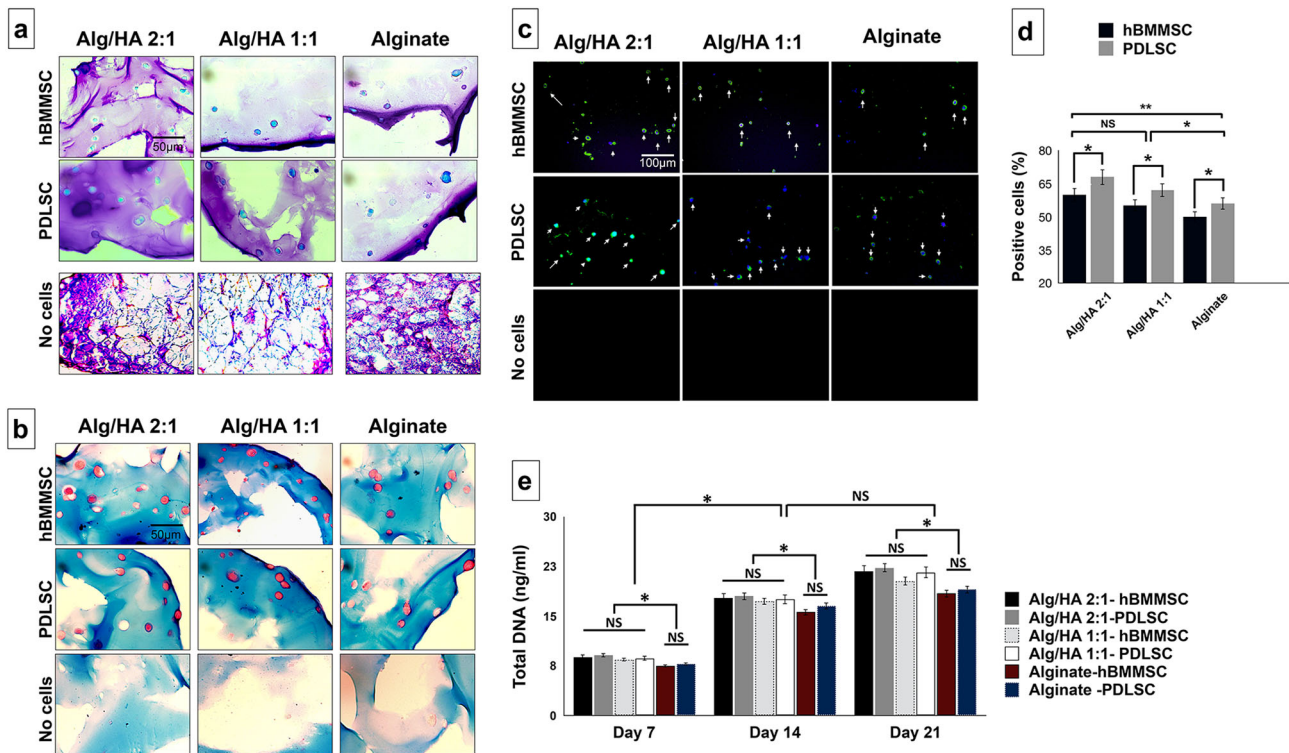 a
Alg/HA 2:1 Alg/HA 1:1 Alginate
hBMMSC
50µm
PDLSC
No cells
b
Alg/HA 2:1 Alg/HA 1:1 Alginate
hBMMSC
50µm
PDLSC
No cells
c
Alg/HA 2:1 Alg/HA 1:1 Alginate
hBMMSC
100µm
PDLSC
No cells
d
hBMMSC
PDLSC
**
NS *
* * *
Positive cells (%)
80
65
50
35
20
Alg/HA 2:1 Alg/HA 1:1 Alginate
e
* NS
* NS
* NS
* NS
NS NS
NS
Total DNA (ng/ml)
30
23
15
8
0
Day 7 Day 14 Day 21
Alg/HA 2:1- hBMMSC
Alg/HA 2:1-PDLSC
Alg/HA 1:1- hBMMSC
Alg/HA 1:1- PDLSC
Alginate-hBMMSC
Alginate -PDLSC